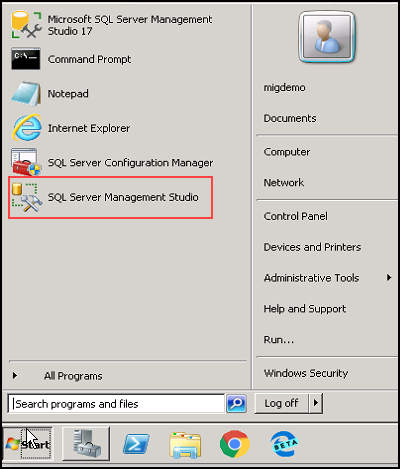 Microsoft SQL Server Management
Studio 17
Command Prompt
Notepad
Internet Explorer
SQL Server Configuration Manager
SQL Server Management Studio
All Programs
Search programs and files
migdemo
Documents
Computer
Network
Control Panel
Devices and Printers
Administrative Tools
Help and Support
Run...
Windows Security
Log off
Start
BETA